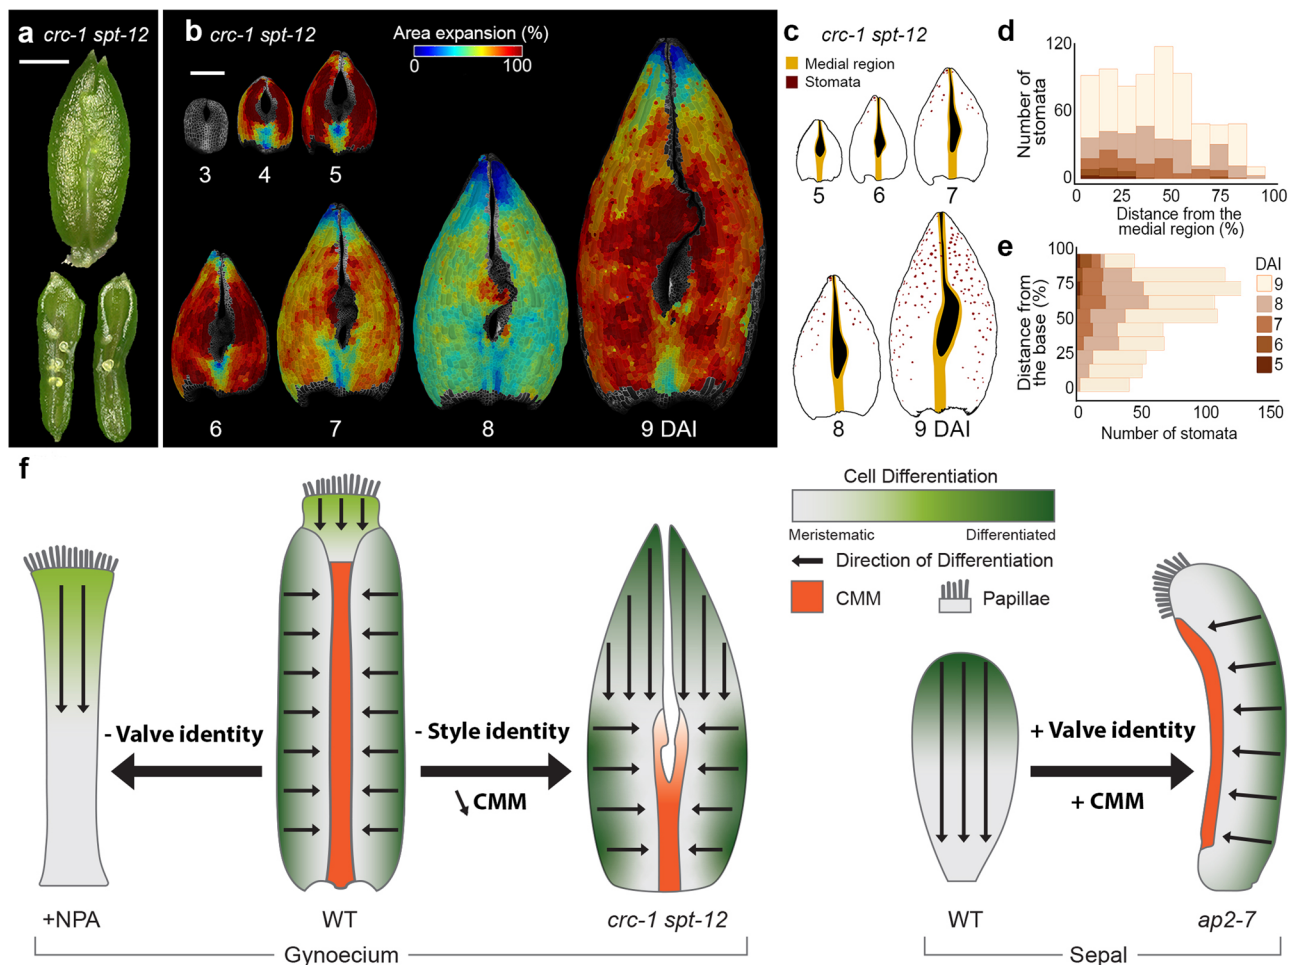 a crc-1 spt-12
b crc-1 spt-12
Area expansion (%)
0 100
3
4
5
6
7
8
9 DAI
c crc-1 spt-12
Medial region
Stomata
5
6
7
8
9 DAI
d
Number of
stomata
120
60
0
0 25 50 75 100
Distance from the
medial region (%)
e
Distance from
the base (%)
100
75
50
25
0
0 50 100 150
Number of stomata
DAI
9
8
7
6
5
f
Cell Differentiation
Meristematic Differentiated
Direction of Differentiation
CMM Papillae
- Valve identity
- Style identity
CMM
+ Valve identity
+ CMM
+NPA
WT
crc-1 spt-12
WT
ap2-7
Gynoecium
Sepal